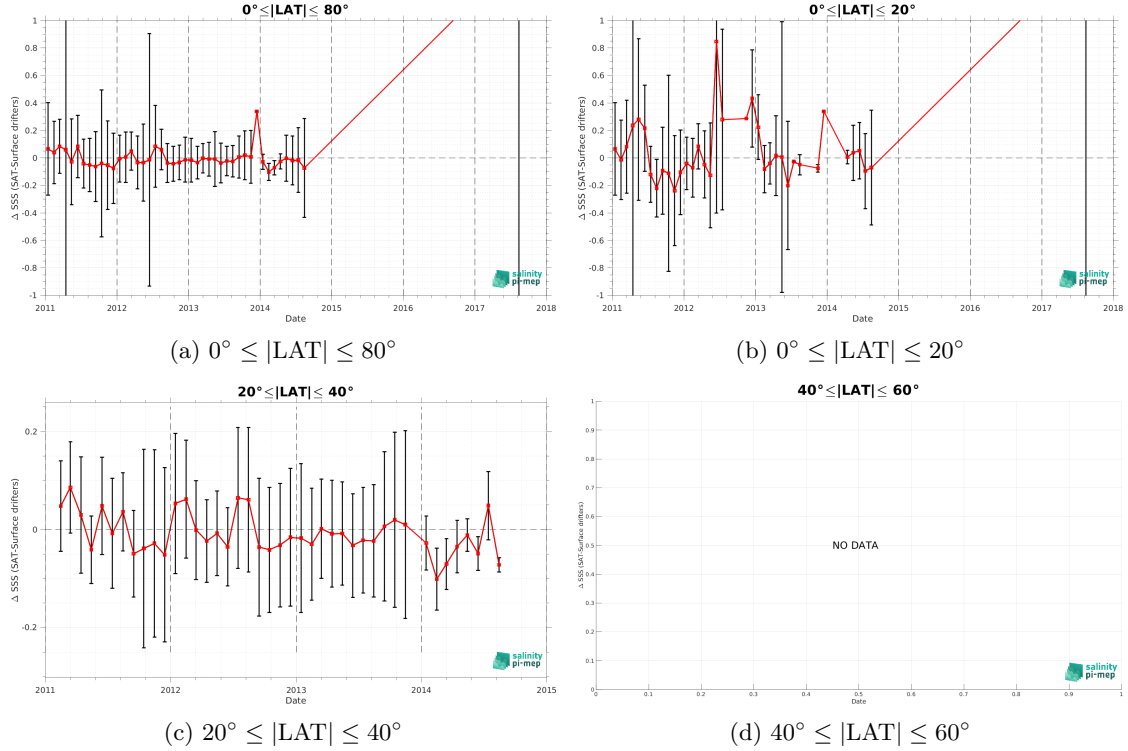 0°≤|LAT|≤ 80°
Δ SSS (SAT-Surface drifters)
1
0.8
0.6
0.4
0.2
0
-0.2
-0.4
-0.6
-0.8
-1
2011 2012 2013 2014 2015 2016 2017 2018
Date
salinity
pi-mep
(a) 0° ≤ |LAT| ≤ 80°
0°≤|LAT|≤ 20°
Δ SSS (SAT-Surface drifters)
1
0.8
0.6
0.4
0.2
0
-0.2
-0.4
-0.6
-0.8
-1
2011 2012 2013 2014 2015 2016 2017 2018
Date
salinity
pi-mep
(b) 0° ≤ |LAT| ≤ 20°
20°≤|LAT|≤ 40°
Δ SSS (SAT-Surface drifters)
0.2
0
-0.2
2011 2012 2013 2014 2015
Date
salinity
pi-mep
(c) 20° ≤ |LAT| ≤ 40°
40°≤|LAT|≤ 60°
Δ SSS (SAT-Surface drifters)
1
0.9
0.8
0.7
0.6
0.5
0.4
0.3
0.2
0.1
0
NO DATA
0 0.1 0.2 0.3 0.4 0.5 0.6 0.7 0.8 0.9 1
Date
salinity
pi-mep
(d) 40° ≤ |LAT| ≤ 60°